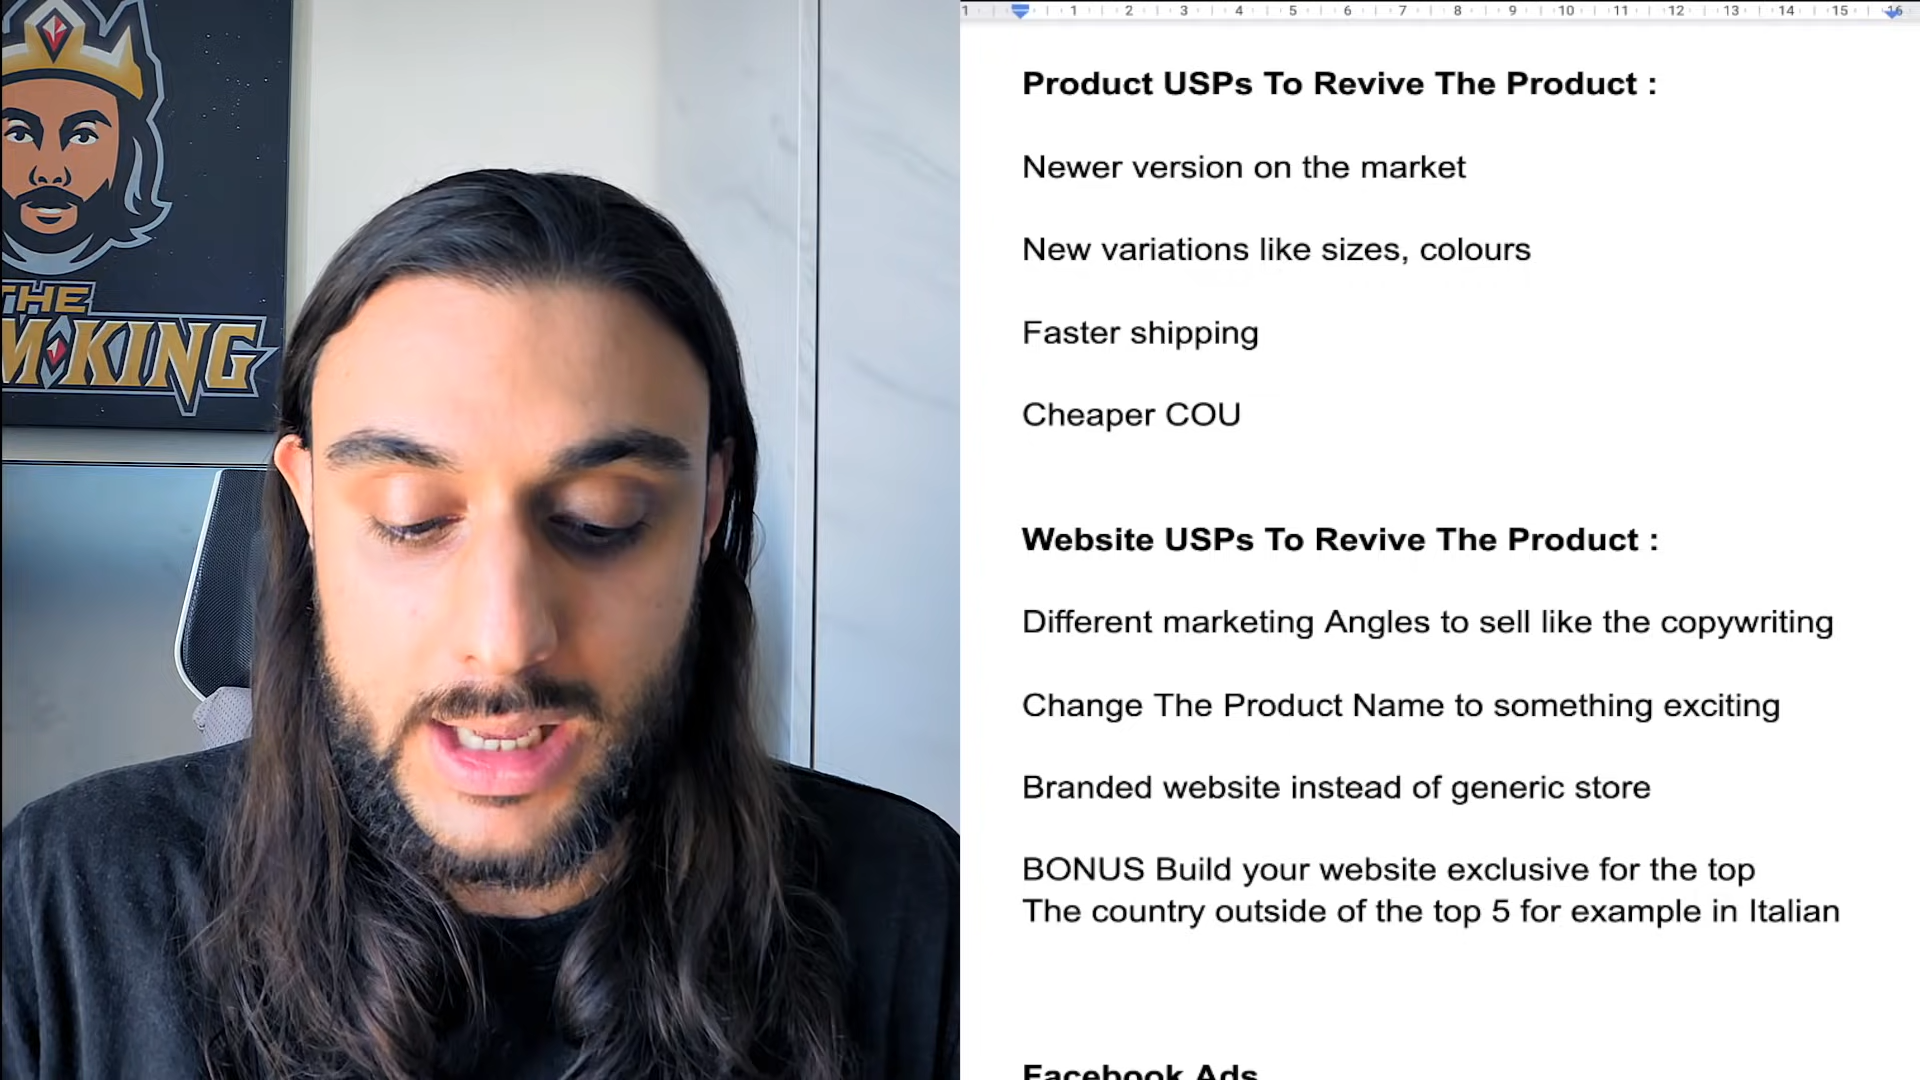 THE
M KING
1 1 2 3 4 5 6 7 8 9 10 11 12 13 14 15 16
Product USPs To Revive The Product :
Newer version on the market
New variations like sizes, colours
Faster shipping
Cheaper COU
Website USPs To Revive The Product :
Different marketing Angles to sell like the copywriting
Change The Product Name to something exciting
Branded website instead of generic store
BONUS Build your website exclusive for the top
The country outside of the top 5 for example in Italian
Facebook Ads